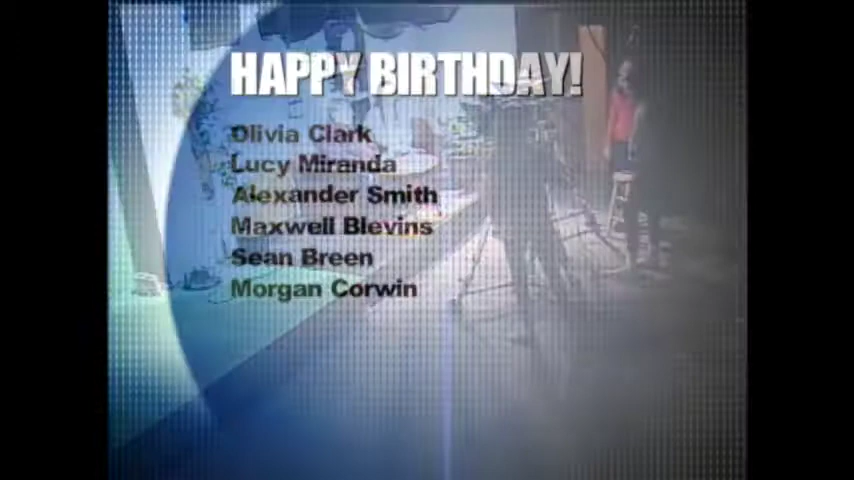 HAPPY BIRTHDAY!
Olivia Clark
Lucy Miranda
Alexander Smith
Maxwell Blevins
Sean Breen
Morgan Corwin